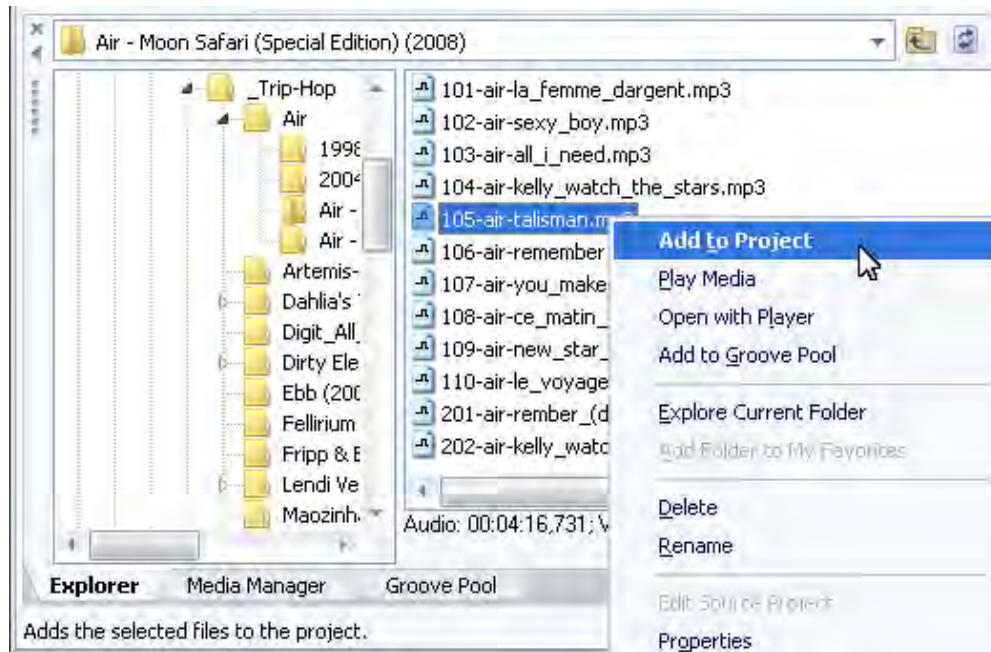 Air - Moon Safari (Special Edition) (2008)
_Trip-Hop
Air
1998
2004
Air -
Air -
Artemis-
Dahlia's
Digit_All_
Dirty Ele
Ebb (200
Fellirium
Fripp & E
Lendi Ve
Maozinh
101-air-la_femme_dargent.mp3
102-air-sexy_boy.mp3
103-air-all_i_need.mp3
104-air-kelly_watch_the_stars.mp3
105-air-talisman.mp3
106-air-remember
107-air-you_make
108-air-ce_matin_
109-air-new_star_
110-air-le_voyage
201-air-rember_(d
202-air-kelly_watc
Audio: 00:04:16,731; V
Add to Project
Play Media
Open with Player
Add to Groove Pool
Explore Current Folder
Add Folder to My Favorites
Delete
Rename
Edit Source Project
Properties
Explorer Media Manager Groove Pool
Adds the selected files to the project.